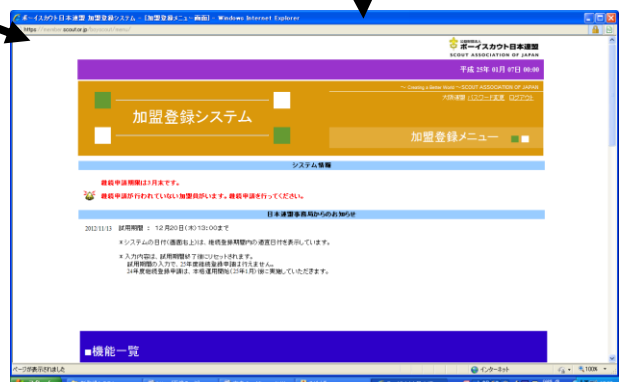 ボーイスカウト日本連盟 加盟登録システム - [加盟登録メニュー画面] - Windows Internet Explorer
ボーイスカウト日本連盟
SCOUT ASSOCIATION OF JAPAN
平成 25年 01月 07日 00:00
～ Creating a Better World ～SCOUT ASSOCIATION OF JAPAN
パスワード変更 ログアウト
加盟登録システム
加盟登録メニュー
システム情報
継続申請期限は3月末です。
継続申請が行われていない加盟員がいます。継続申請を行ってください。
日本連盟事務局からのお知らせ
2012/11/13 試用期間 : 12月20日(木)13:00まで
※システムの日付(画面右上)は、継続登録期間内の適宜日付を表示しています。
※入力内容は、試用期間終了後にリセットされます。
試用期間の入力で、25年度継続登録申請は行えません。
24年度継続登録申請は、本格運用開始(25年1月)後に実施していただきます。
■機能一覧
ページが表示されました
インターネット
100%